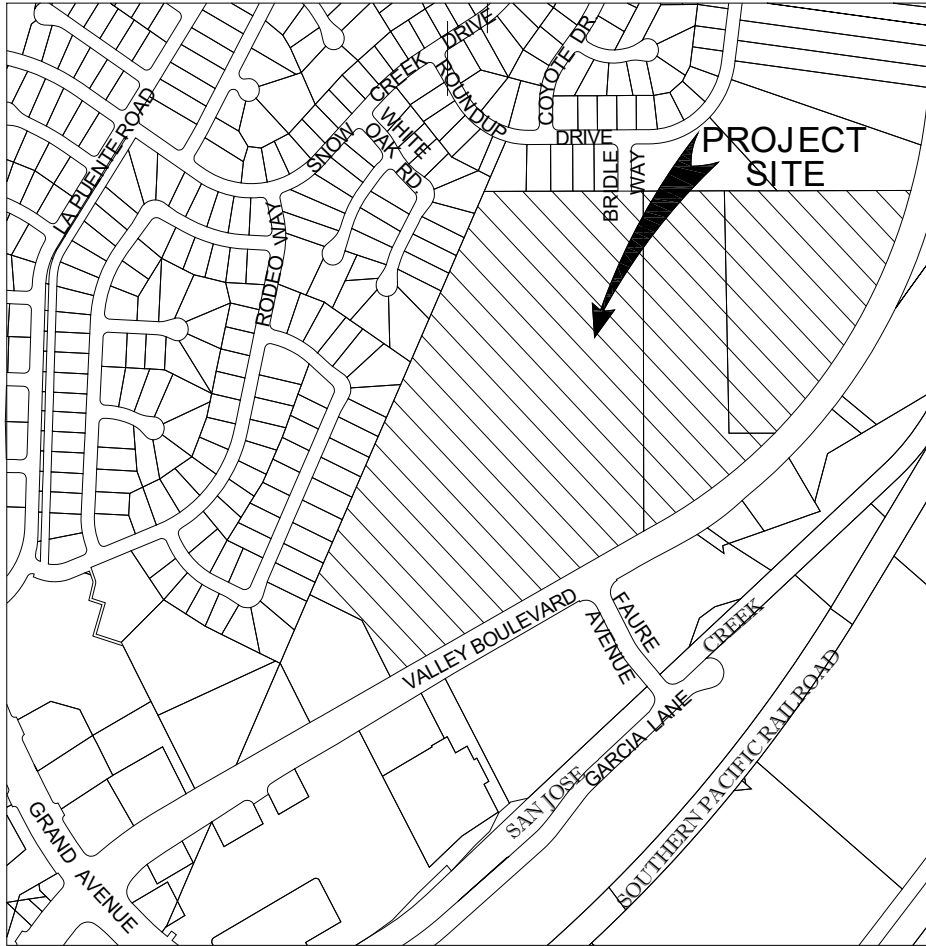 LA PUENTE ROAD
SNOW CREEK DRIVE
WHITE
OAK RD.
ROUNDUP
DRIVE
COYOTE DR
BRIDLE
WAY
PROJECT
SITE
RODEO WAY
VALLEY BOULEVARD
FAURE
AVENUE
CREEK
GARCIA LANE
SAN JOSE
SOUTHERN PACIFIC RAILROAD
GRAND AVENUE